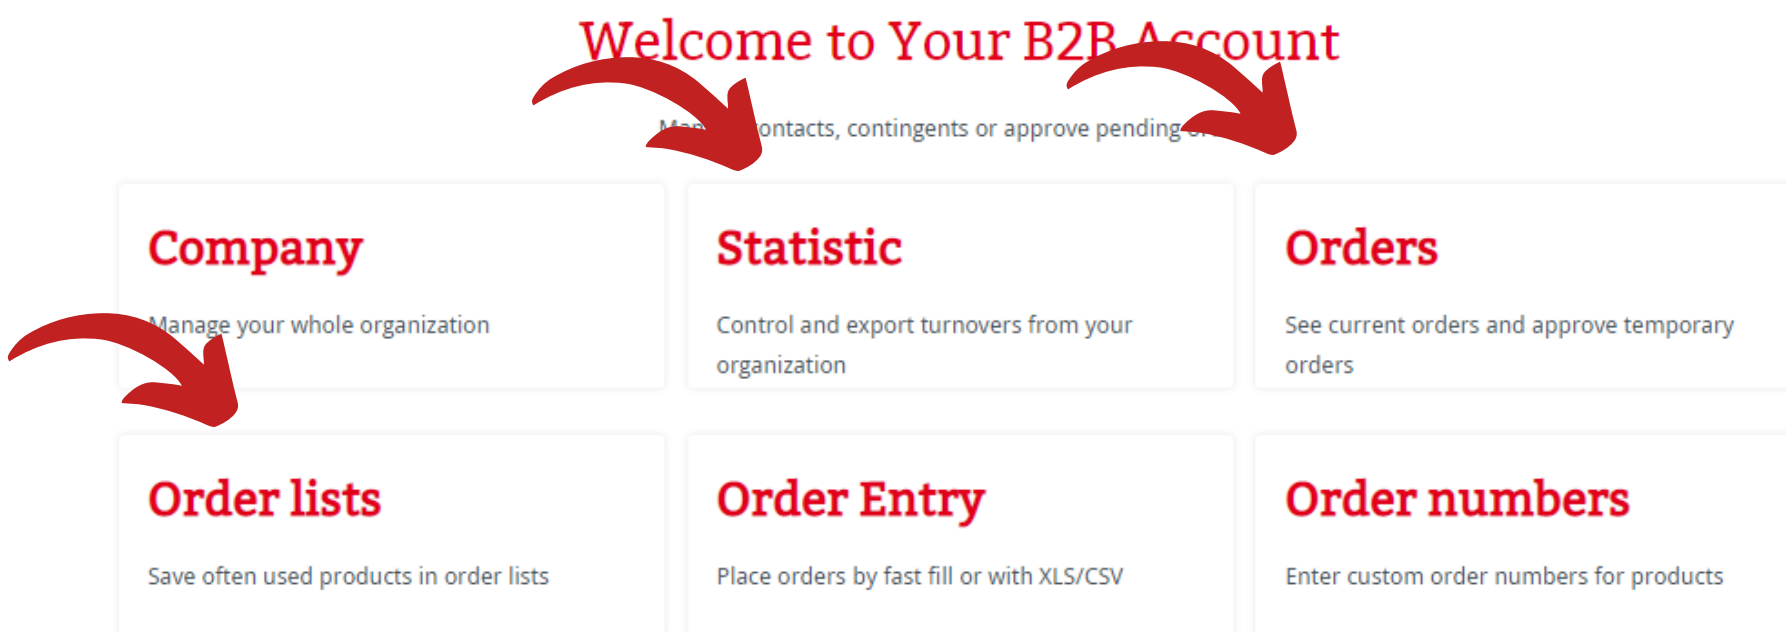 Welcome to Your B2B Account
contacts, contingents or approve pending
Company
Statistic
Orders
Manage your whole organization
Control and export turnovers from your
organization
See current orders and approve temporary
orders
Order lists
Order Entry
Order numbers
Save often used products in order lists
Place orders by fast fill or with XLS/CSV
Enter custom order numbers for products